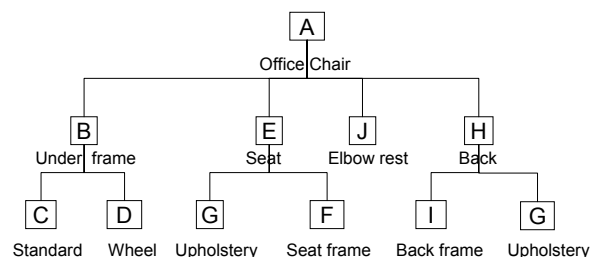 A
Office Chair
B E J H
Under frame Seat Elbow rest Back
C D G F I G
Standard Wheel Upholstery Seat frame Back frame Upholstery